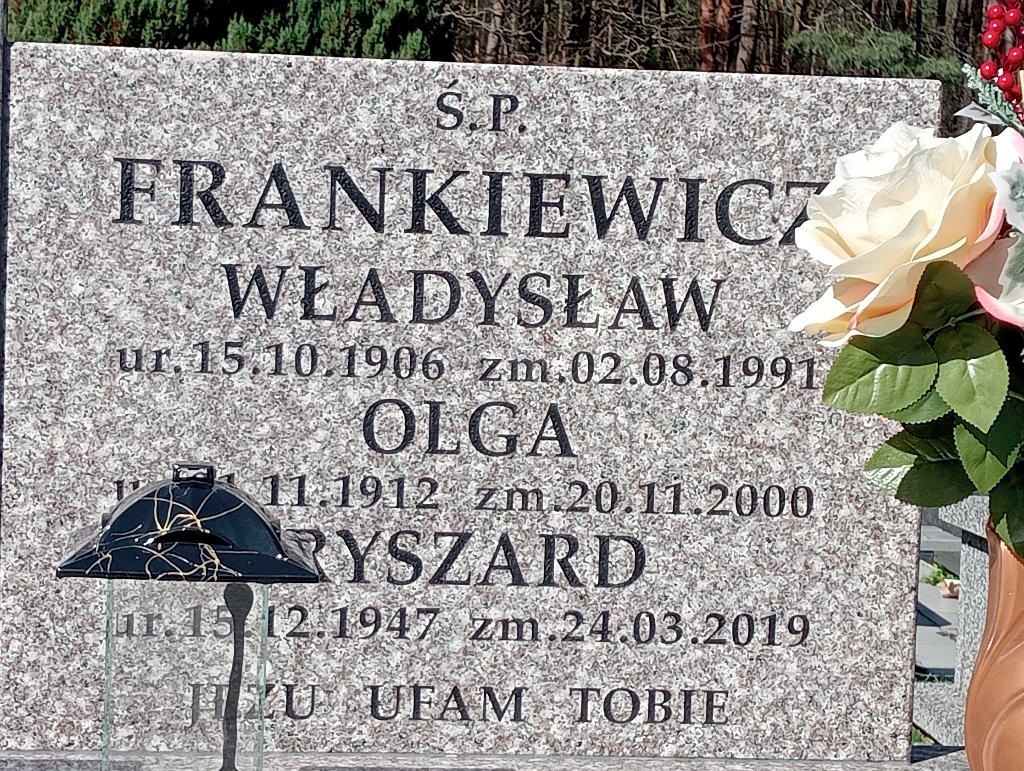 Ś.P.
FRANKIEWICZ
WŁADYSŁAW
ur.15.10.1906 zm.02.08.1991
OLGA
11.1912 zm.20.11.2000
RYSZARD
ur.15.12.1947 zm.24.03.2019
JEZU UFAM TOBIE